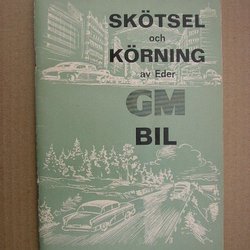 SKÖTSEL
och
KÖRNING
av Eder
GM
BIL